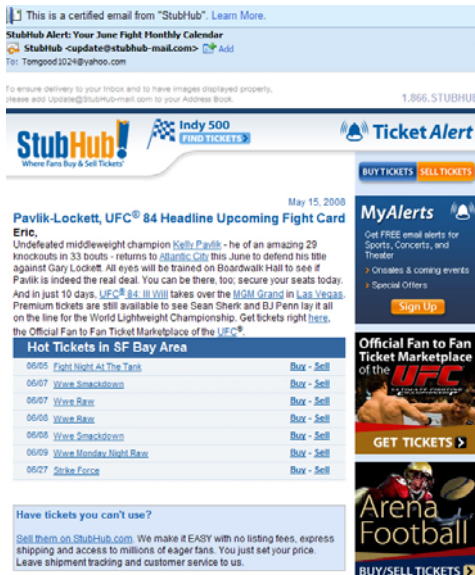 This is a certified email from "StubHub". Learn More.
StubHub Alert: Your June Fight Monthly Calendar
StubHub <update@stubhub-mail.com> Add
To: Tomgood1024@yahoo.com
To ensure delivery to your Inbox and to have images displayed properly,
please add Update@StubHub-mail.com to your Address Book.
1.866.STUBHU
StubHub!
Where Fans Buy & Sell Tickets
Indy 500
FIND TICKETS
Ticket Alert
BUY TICKETS SELL TICKETS
May 15, 2008
Pavlik-Lockett, UFC® 84 Headline Upcoming Fight Card
Eric,
Undefeated middleweight champion Kelly Pavlik - he of an amazing 29
knockouts in 33 bouts - returns to Atlantic City this June to defend his title
against Gary Lockett. All eyes will be trained on Boardwalk Hall to see if
Pavlik is indeed the real deal. You can be there, too; secure your seats today.
And in just 10 days, UFC® 84: Ill Will takes over the MGM Grand in Las Vegas.
Premium tickets are still available to see Sean Sherk and BJ Penn lay it all
on the line for the World Lightweight Championship. Get tickets right here,
the Official Fan to Fan Ticket Marketplace of the UFC®.
Hot Tickets in SF Bay Area
06/05 Fight Night At The Tank Buy - Sell
06/07 Wwe Smackdown Buy - Sell
06/07 Wwe Raw Buy - Sell
06/08 Wwe Raw Buy - Sell
06/08 Wwe Smackdown Buy - Sell
06/09 Wwe Monday Night Raw Buy - Sell
06/27 Strike Force Buy - Sell
Have tickets you can't use?
Sell them on StubHub.com. We make it EASY with no listing fees, express
shipping and access to millions of eager fans. You just set your price.
Leave shipment tracking and customer service to us.
MyAlerts
Get FREE email alerts for
Sports, Concerts, and
Theater
> Onsales & coming events
> Special Offers
Sign Up
Official Fan to Fan
Ticket Marketplace
of the UFC
ULTIMATE FIGHTING
CHAMPIONSHIP
GET TICKETS
Arena
Football
BUY/SELL TICKETS